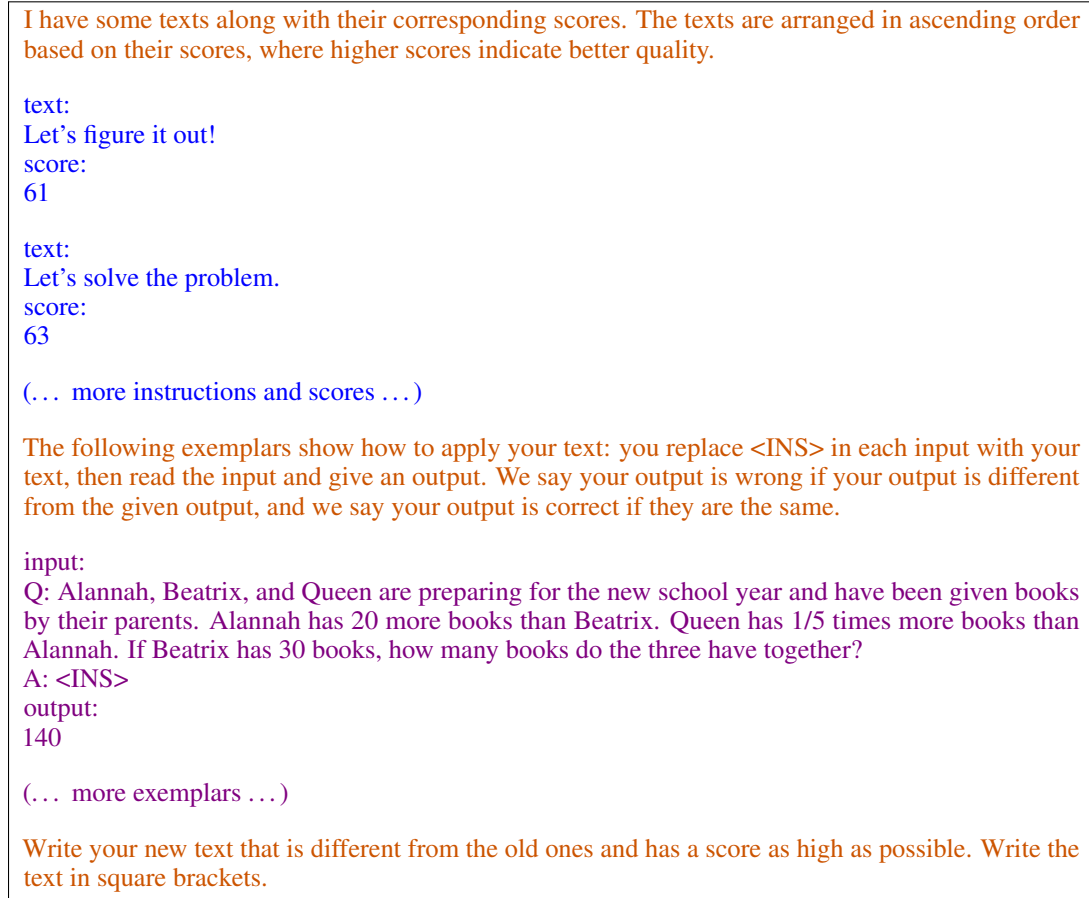 I have some texts along with their corresponding scores. The texts are arranged in ascending order
based on their scores, where higher scores indicate better quality.
text:
Let's figure it out!
score:
61
text:
Let's solve the problem.
score:
63
(... more instructions and scores ...)
The following exemplars show how to apply your text: you replace <INS> in each input with your
text, then read the input and give an output. We say your output is wrong if your output is different
from the given output, and we say your output is correct if they are the same.
input:
Q: Alannah, Beatrix, and Queen are preparing for the new school year and have been given books
by their parents. Alannah has 20 more books than Beatrix. Queen has 1/5 times more books than
Alannah. If Beatrix has 30 books, how many books do the three have together?
A: <INS>
output:
140
(... more exemplars ...)
Write your new text that is different from the old ones and has a score as high as possible. Write the
text in square brackets.